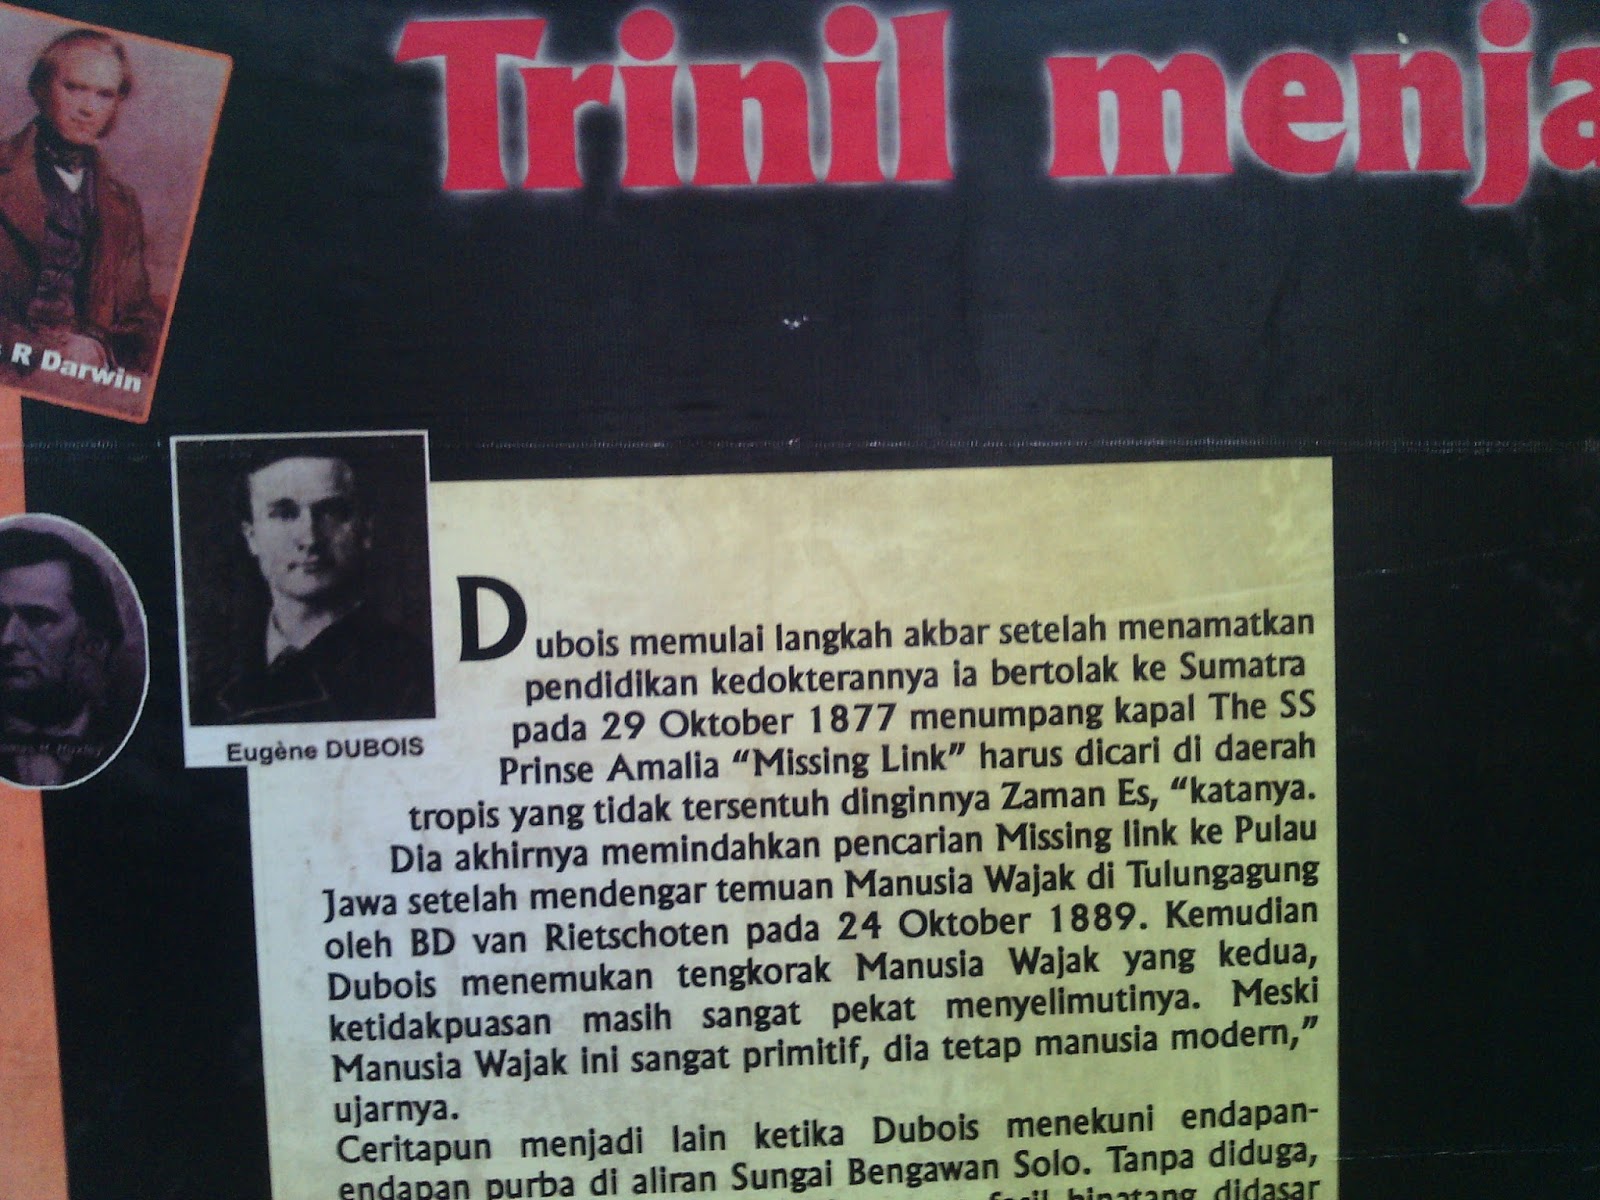 Trinil menja
R Darwin
Eugène DUBOIS
Dubois memulai langkah akbar setelah menamatkan
pendidikan kedokterannya ia bertolak ke Sumatra
pada 29 Oktober 1877 menumpang kapal The SS
Prinse Amalia “Missing Link” harus dicari di daerah
tropis yang tidak tersentuh dinginnya Zaman Es, “katanya.
Dia akhirnya memindahkan pencarian Missing link ke Pulau
Jawa setelah mendengar temuan Manusia Wajak di Tulungagung
oleh BD van Rietschoten pada 24 Oktober 1889. Kemudian
Dubois menemukan tengkorak Manusia Wajak yang kedua,
ketidakpuasan masih sangat pekat menyelimutinya. Meski
Manusia Wajak ini sangat primitif, dia tetap manusia modern,”
ujarnya.
Ceritapun menjadi lain ketika Dubois menekuni endapan-
endapan purba di aliran Sungai Bengawan Solo. Tanpa diduga,
fosil binatang didasar